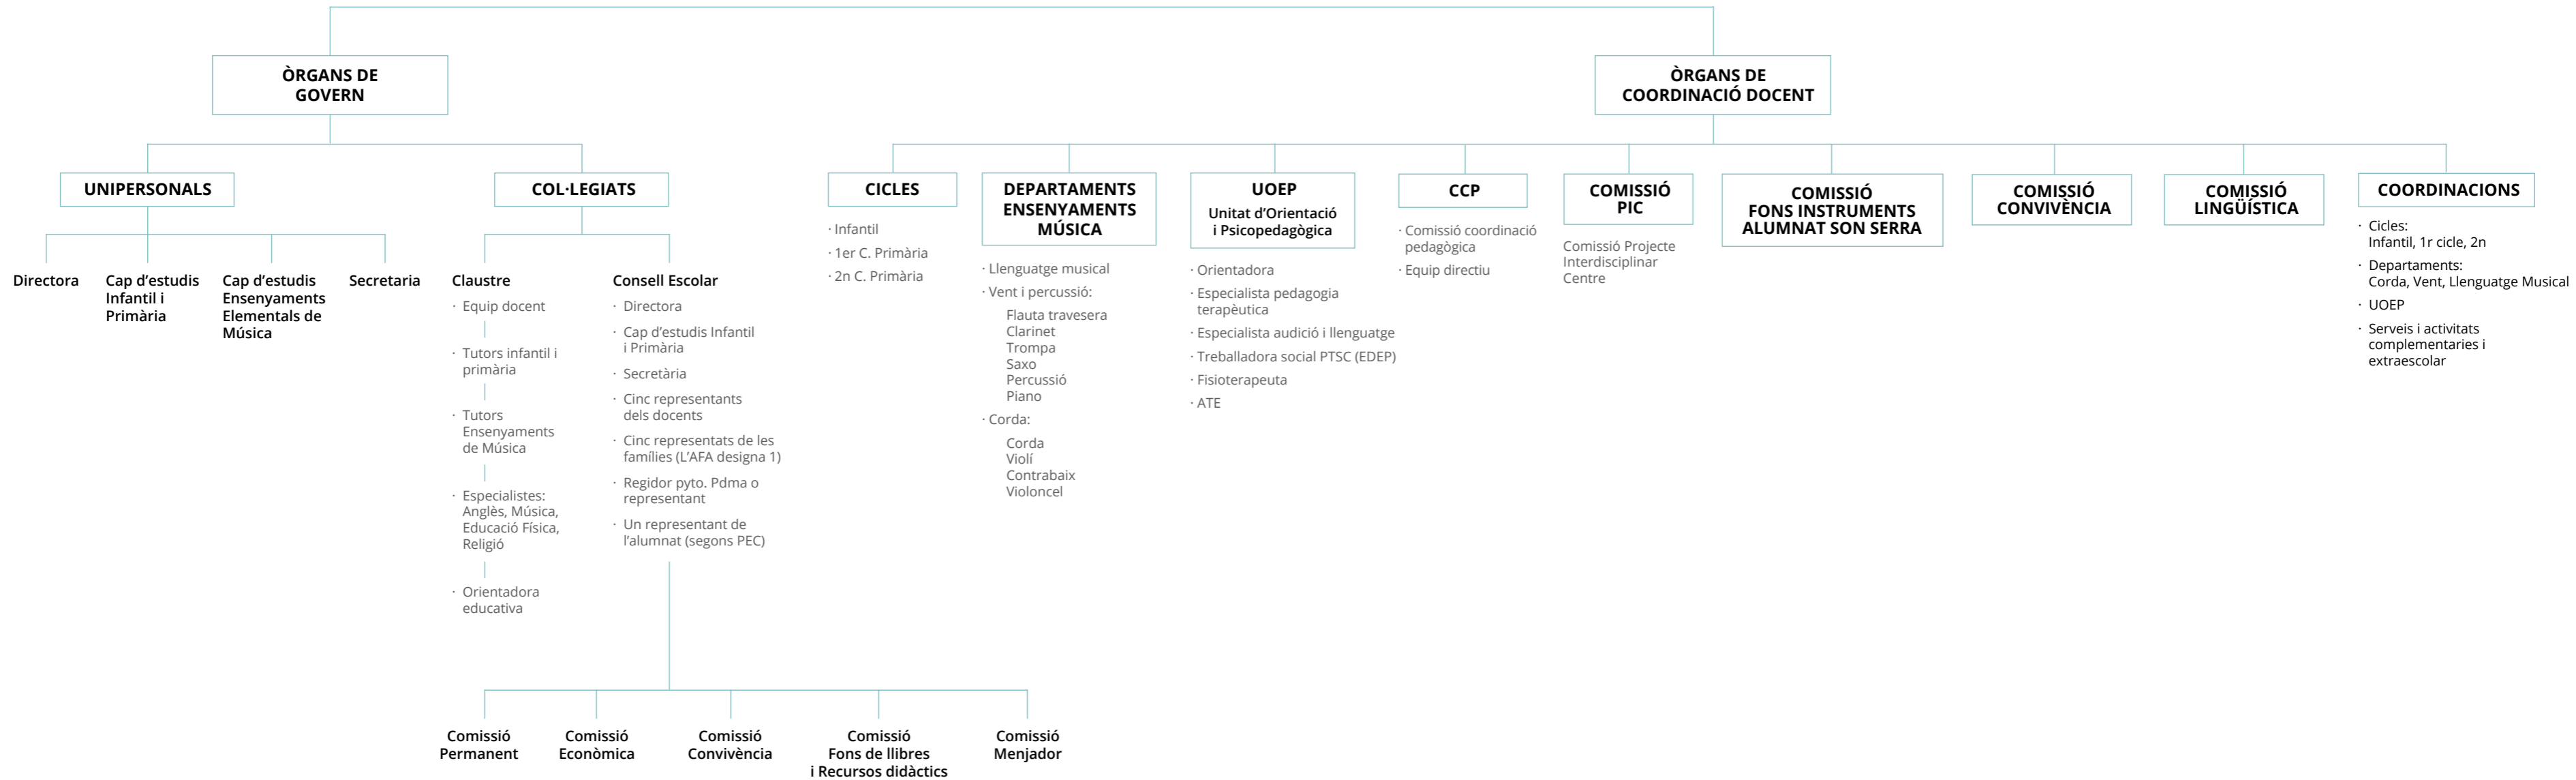 ÒRGANS DE
GOVERN
ÒRGANS DE
COORDINACIÓ DOCENT
UNIPERSONALS
COL·LEGIATS
CICLES
DEPARTAMENTS
ENSENYAMENTS
MÚSICA
UOEP
Unitat d'Orientació
i Psicopedagògica
CCP
COMISSIÓ
PIC
COMISSIÓ
FONS INSTRUMENTS
ALUMNAT SON SERRA
COMISSIÓ
CONVIVÈNCIA
COMISSIÓ
LINGÜÍSTICA
COORDINACIONS
Directora
Cap d'estudis
Infantil i
Primària
Cap d'estudis
Ensenyaments
Elementals de
Música
Secretaria
Claustre
· Equip docent
· Tutors infantil i
primària
· Tutors
Ensenyaments
de Música
· Especialistes:
Anglès, Música,
Educació Física,
Religió
· Orientadora
educativa
Consell Escolar
· Directora
· Cap d'estudis Infantil
i Primària
· Secretària
· Cinc representants
dels docents
· Cinc representats de les
famílies (L'AFA designa 1)
· Regidor pyto. Pdma o
representant
· Un representant de
l'alumnat (segons PEC)
· Infantil
· 1er C. Primària
· 2n C. Primària
· Llenguatge musical
· Vent i percussió:
Flauta travesera
Clarinet
Trompa
Saxo
Percussió
Piano
· Corda:
Corda
Violí
Contrabaix
Violoncel
· Orientadora
· Especialista pedagogia
terapèutica
· Especialista audició i llenguatge
· Treballadora social PTSC (EDEP)
· Fisioterapeuta
· ATE
· Comissió coordinació
pedagògica
· Equip directiu
Comissió Projecte
Interdisciplinar
Centre
· Cicles:
Infantil, 1r cicle, 2n
· Departaments:
Corda, Vent, Llenguatge Musical
· UOEP
· Serveis i activitats
complementaries i
extraescolar
Comissió
Permanent
Comissió
Econòmica
Comissió
Convivència
Comissió
Fons de llibres
i Recursos didàctics
Comissió
Menjador